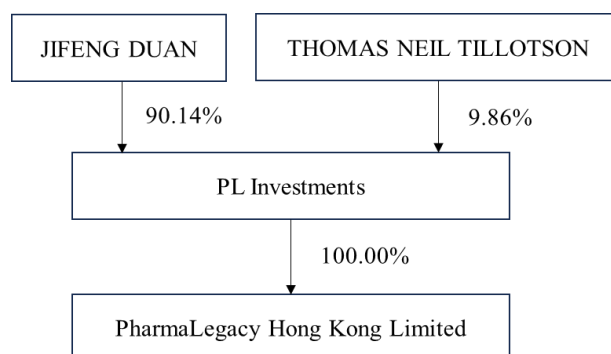 JIFENG DUAN
THOMAS NEIL TILLOTSON
90.14%
9.86%
PL Investments
100.00%
PharmaLegacy Hong Kong Limited